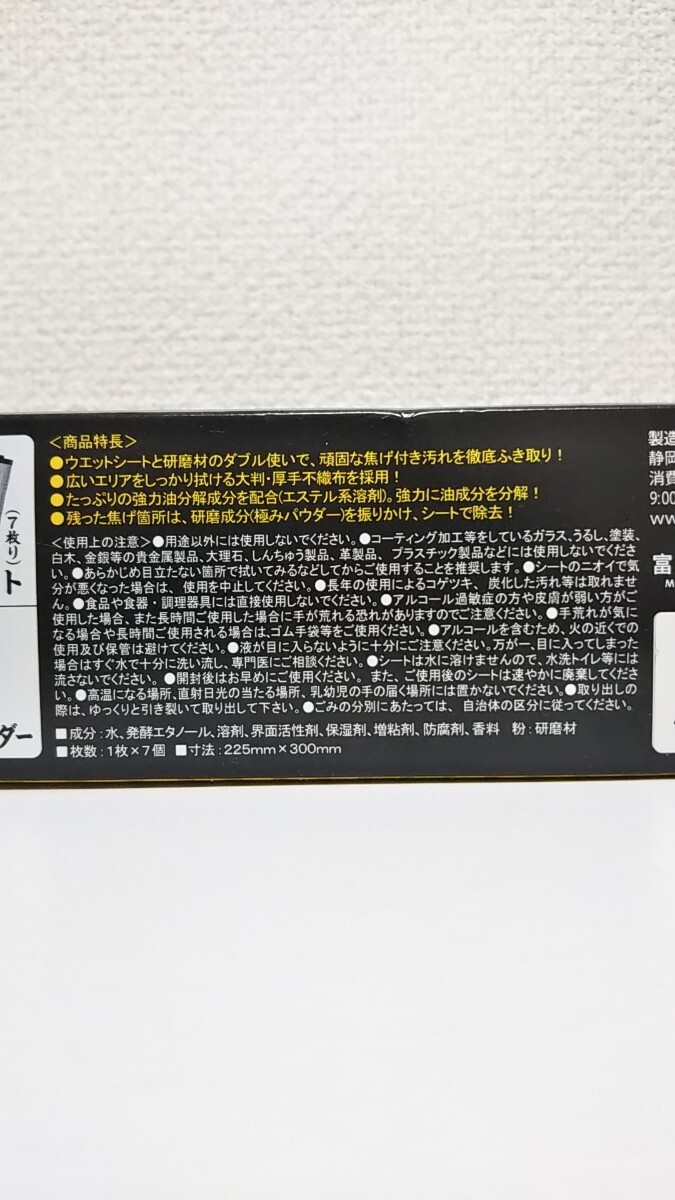 (7枚り)
ト
ダー
＜商品特長＞
●ウエットシートと研磨材のダブル使いで、頑固な焦げ付き汚れを徹底ふき取り！
●広いエリアをしっかり拭ける大判・厚手不織布を採用！
●たっぷりの強力油分解成分を配合(エステル系溶剤)。強力に油成分を分解！
●残った焦げ箇所は、研磨成分(極みパウダー)を振りかけ、シートで除去！
＜使用上の注意＞●用途以外には使用しないでください。●コーティング加工等をしているガラス、うるし、塗装、
白木、金銀等の貴金属製品、大理石、しんちゅう製品、革製品、プラスチック製品などには使用しないでくださ
い。●あらかじめ目立たない箇所で拭いてみるなどしてからご使用することを推奨します。●シートのニオイで気
分が悪くなった場合は、使用を中止してください。●長年の使用によるコゲツキ、炭化した汚れ等は取れませ
ん。●食品や食器・調理器具には直接使用しないでください。●アルコール過敏症の方や皮膚が弱い方がご
使用した場合、また長時間ご使用した場合に手が荒れる恐れがありますのでご注意ください。●手荒れが気に
なる場合や長時間ご使用される場合は、ゴム手袋等をご使用ください。●アルコールを含むため、火の近くでの
使用及び保管は避けてください。●液が目に入らないように十分にご注意ください。万が一、目に入ってしまった
場合はすぐ水で十分に洗い流し、専門医にご相談ください。●シートは水に溶けませんので、水洗トイレ等には
流さないでください。●開封後はお早めにご使用ください。また、ご使用後のシートは速やかに廃棄してくださ
い。●高温になる場所、直射日光の当たる場所、乳幼児の手の届く場所には置かないでください。●取り出しの
際は、ゆっくりと引き裂いて取り出して下さい。●ごみの分別にあたっては、自治体の区分に従ってください。
■成分：水、発酵エタノール、溶剤、界面活性剤、保湿剤、増粘剤、防腐剤、香料 粉：研磨材
■枚数：1枚×7個 ■寸法：225mm×300mm
製造
静岡
消費
9:00
ww
富
M